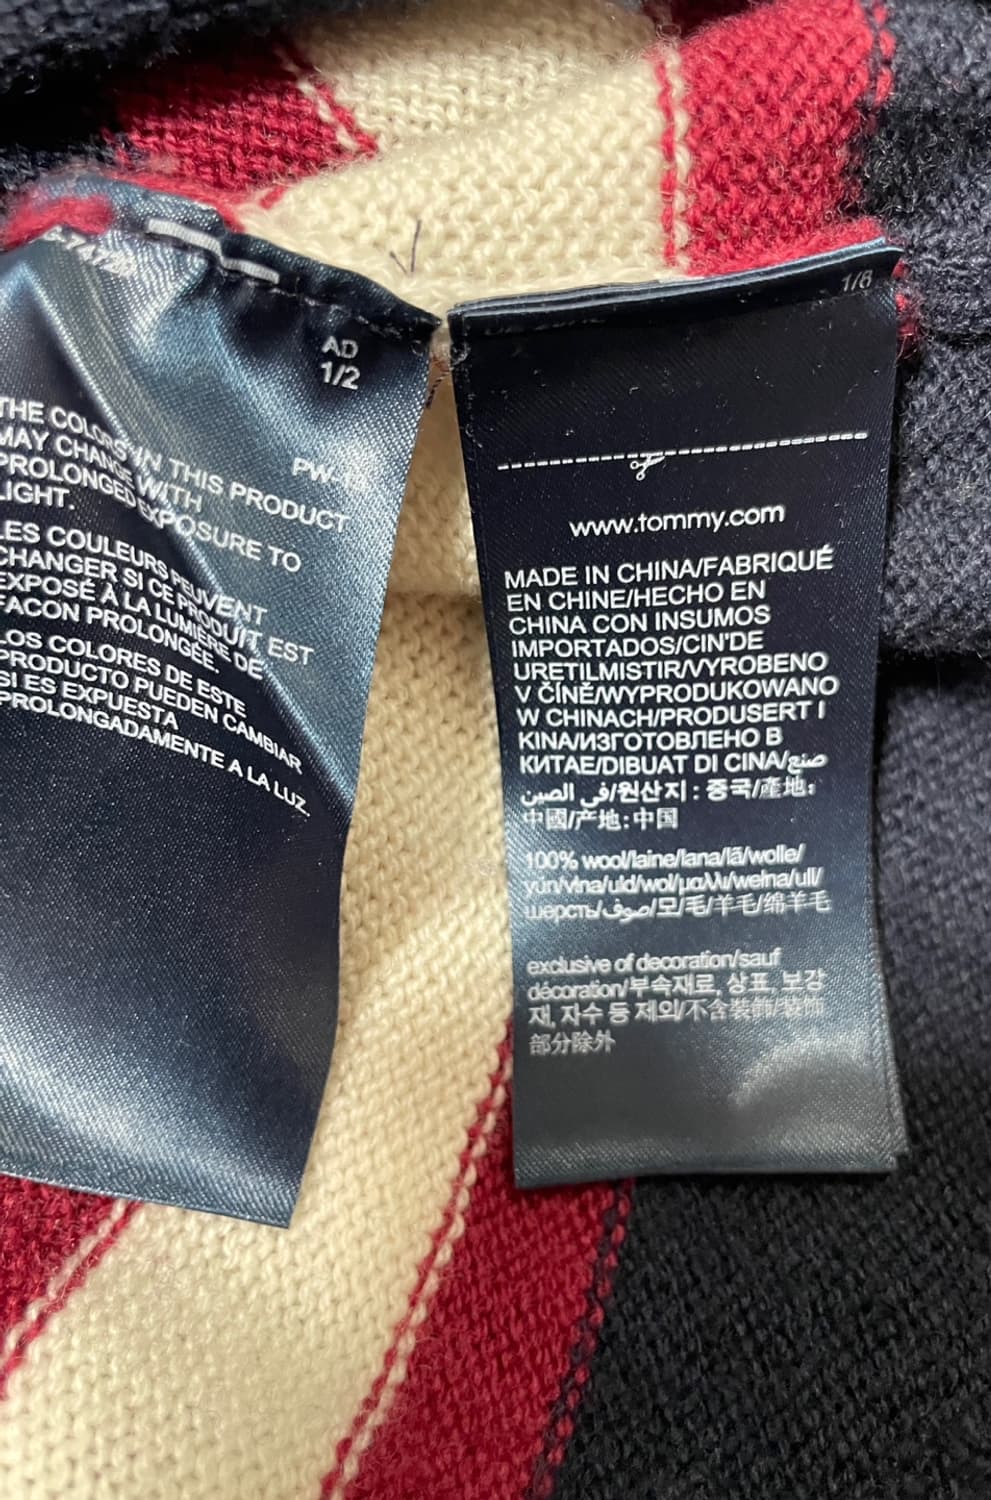 AD
1/2
PW-
THE COLORS IN THIS PRODUCT
MAY CHANGE WITH
PROLONGED EXPOSURE TO
LIGHT.
LES COULEURS PEUVENT
CHANGER SI CE PRODUIT EST
EXPOSÉ À LA LUMIÈRE DE
FACON PROLONGÉE.
LOS COLORES DE ESTE
PRODUCTO PUEDEN CAMBIAR
SI ES EXPUESTA
PROLONGADAMENTE A LA LUZ.
1/8
www.tommy.com
MADE IN CHINA/FABRIQUÉ
EN CHINE/HECHO EN
CHINA CON INSUMOS
IMPORTADOS/CIN'DE
URETILMISTIR/VYROBENO
V ČÍNĚ/WYPRODUKOWANO
W CHINACH/PRODUSERT I
KINA/ИЗГОТОВЛЕНО В
КИТАЕ/DIBUAT DI CINA/صنع
في الصين/원산지 : 중국/產地:
中國/产地:中国
100% wool/laine/lana/lã/wolle/
yün/vlna/uld/wol/μαλλι/wełna/ull/
шерсть/صوف/모/毛/羊毛/绵羊毛
exclusive of decoration/sauf
décoration/부속재료, 상표, 보강
재, 자수 등 제외/不含裝飾/装饰
部分除外